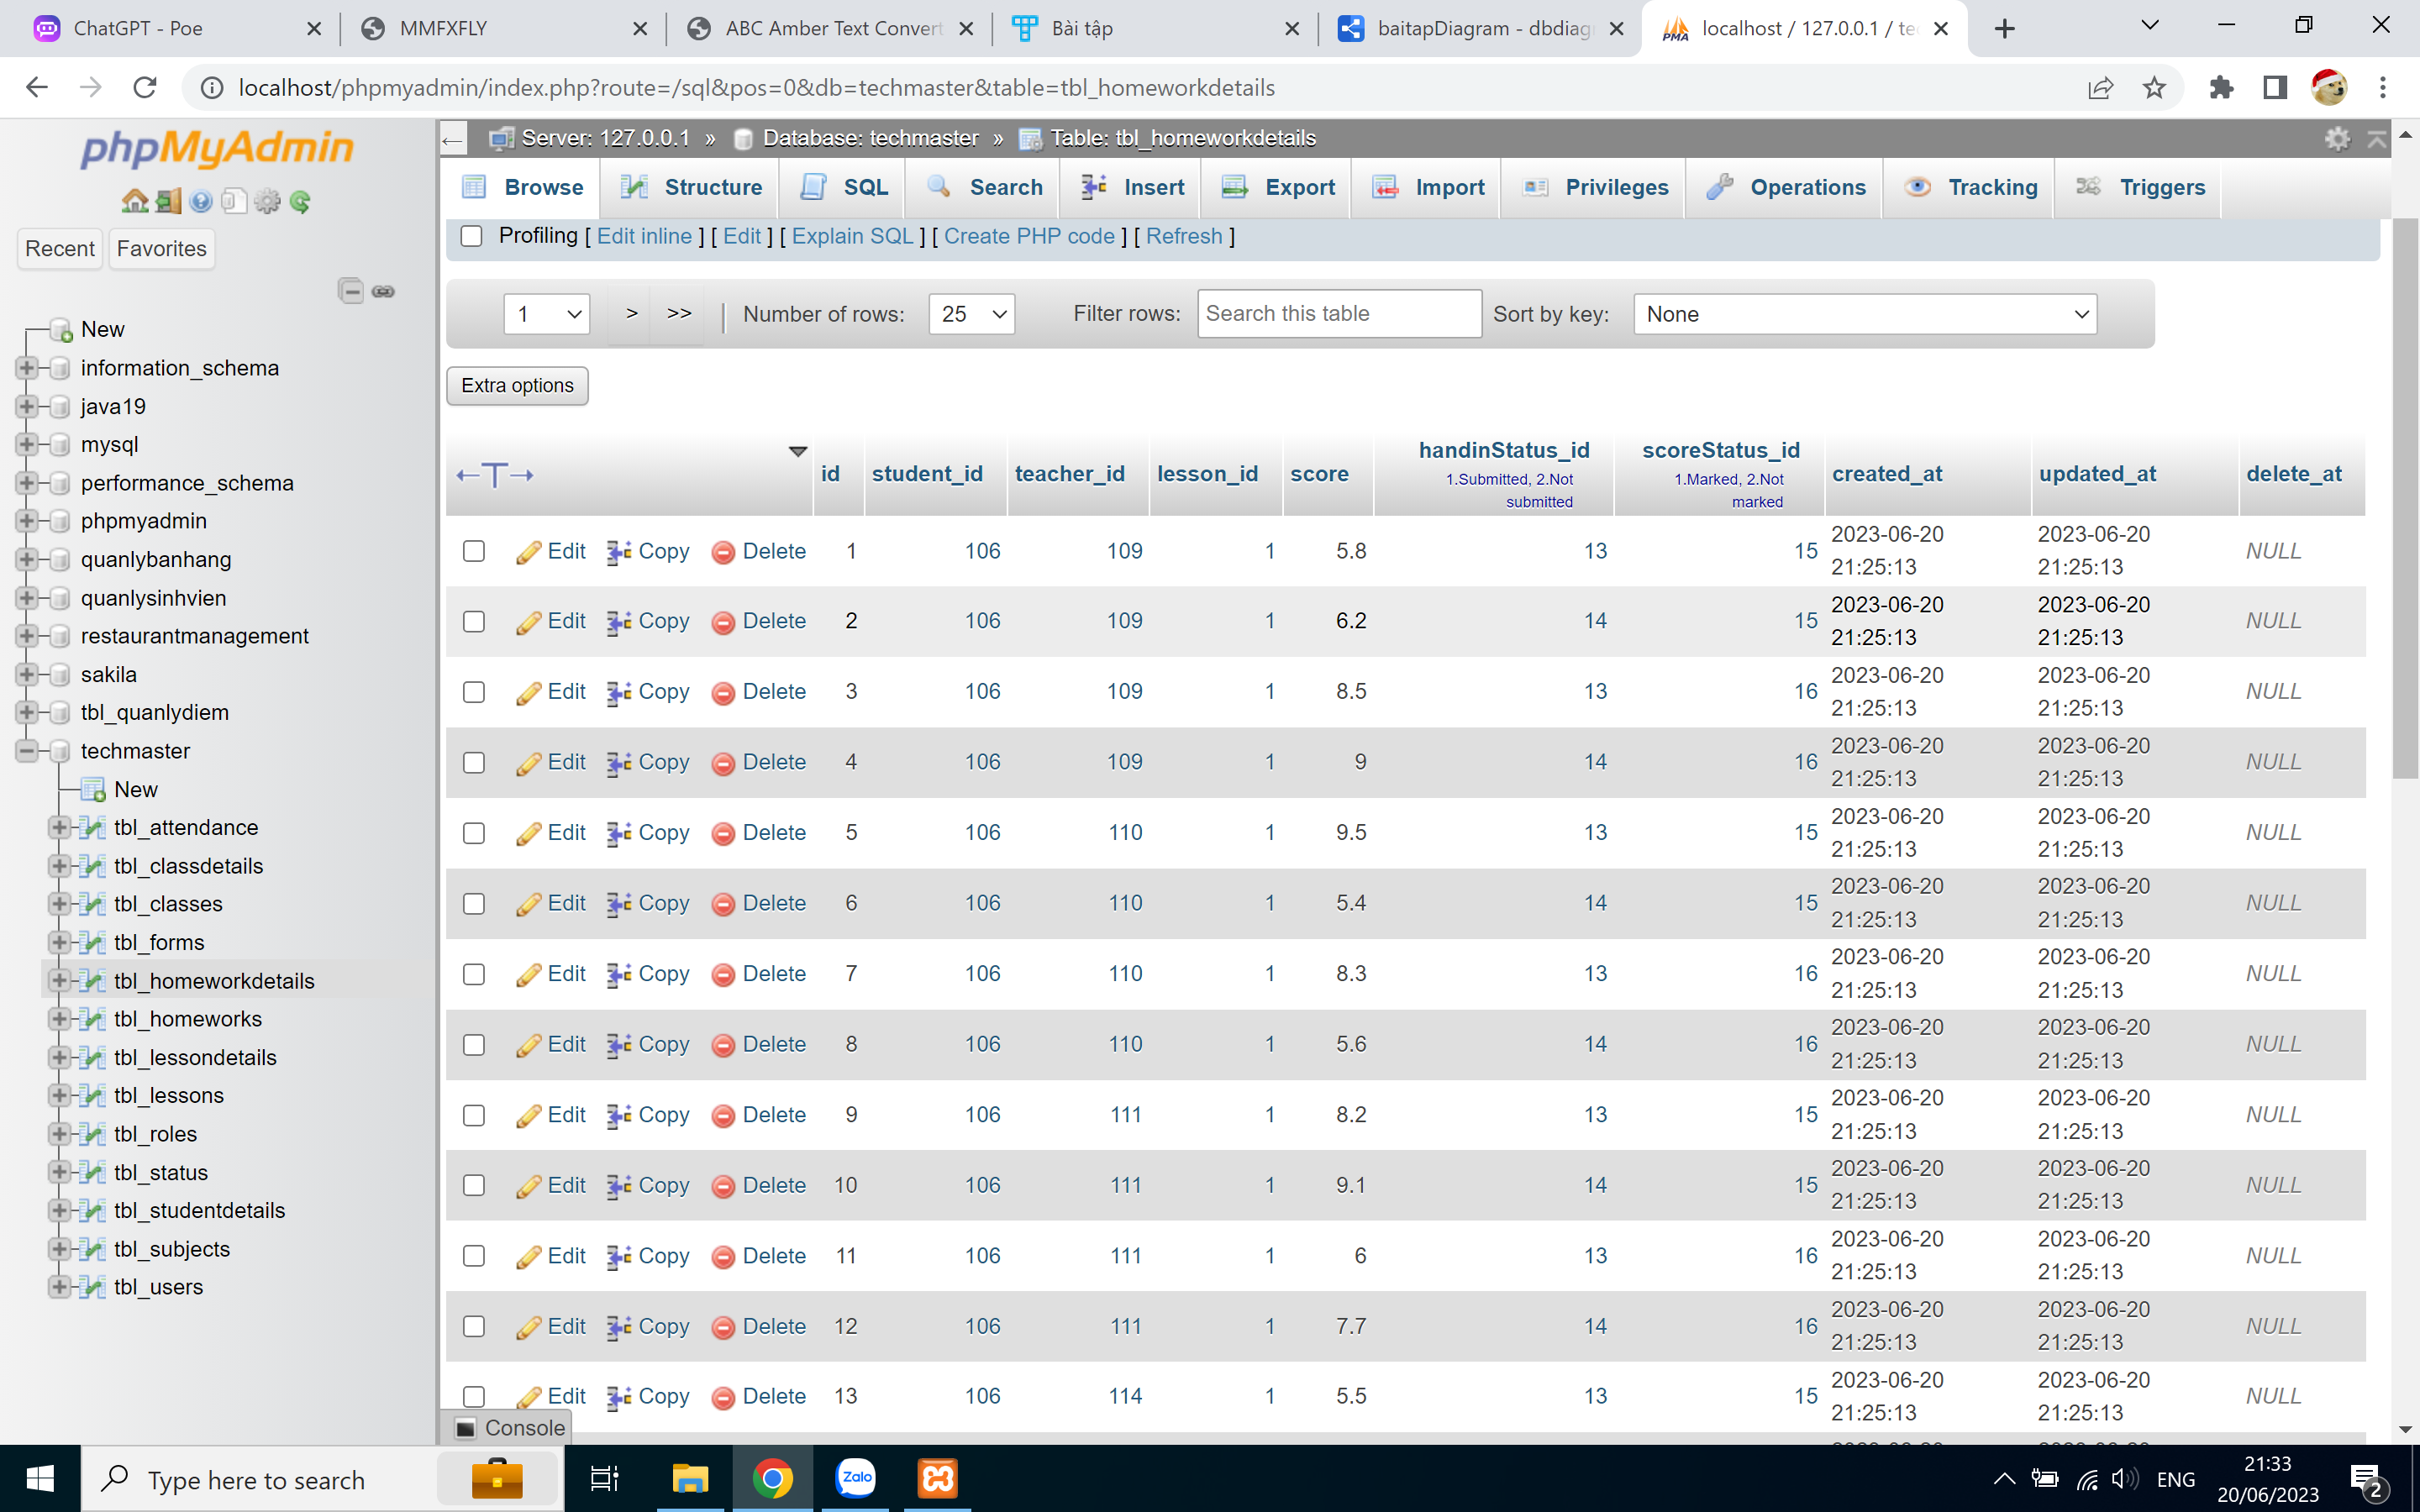 ChatGPT - Poe
MMFXFLY
ABC Amber Text Convert
Bài tập
baitapDiagram - dbdiag
localhost / 127.0.0.1 / te
localhost/phpmyadmin/index.php?route=/sql&pos=0&db=techmaster&table=tbl_homeworkdetails
phpMyAdmin
Recent Favorites
New
information_schema
java19
mysql
performance_schema
phpmyadmin
quanlybanhang
quanlysinhvien
restaurantmanagement
sakila
tbl_quanlydiem
techmaster
New
tbl_attendance
tbl_classdetails
tbl_classes
tbl_forms
tbl_homeworkdetails
tbl_homeworks
tbl_lessondetails
tbl_lessons
tbl_roles
tbl_status
tbl_studentdetails
tbl_subjects
tbl_users
Server: 127.0.0.1 » Database: techmaster » Table: tbl_homeworkdetails
Browse Structure SQL Search Insert Export Import Privileges Operations Tracking Triggers
Profiling [ Edit inline ] [ Edit ] [ Explain SQL ] [ Create PHP code ] [ Refresh ]
1 > >> | Number of rows: 25 Filter rows: Search this table Sort by key: None
Extra options
←T→ id student_id teacher_id lesson_id score handinStatus_id 1.Submitted, 2.Not submitted scoreStatus_id 1.Marked, 2.Not marked created_at updated_at delete_at
Edit Copy Delete 1 106 109 1 5.8 13 15 2023-06-20 21:25:13 2023-06-20 21:25:13 NULL
Edit Copy Delete 2 106 109 1 6.2 14 15 2023-06-20 21:25:13 2023-06-20 21:25:13 NULL
Edit Copy Delete 3 106 109 1 8.5 13 16 2023-06-20 21:25:13 2023-06-20 21:25:13 NULL
Edit Copy Delete 4 106 109 1 9 14 16 2023-06-20 21:25:13 2023-06-20 21:25:13 NULL
Edit Copy Delete 5 106 110 1 9.5 13 15 2023-06-20 21:25:13 2023-06-20 21:25:13 NULL
Edit Copy Delete 6 106 110 1 5.4 14 15 2023-06-20 21:25:13 2023-06-20 21:25:13 NULL
Edit Copy Delete 7 106 110 1 8.3 13 16 2023-06-20 21:25:13 2023-06-20 21:25:13 NULL
Edit Copy Delete 8 106 110 1 5.6 14 16 2023-06-20 21:25:13 2023-06-20 21:25:13 NULL
Edit Copy Delete 9 106 111 1 8.2 13 15 2023-06-20 21:25:13 2023-06-20 21:25:13 NULL
Edit Copy Delete 10 106 111 1 9.1 14 15 2023-06-20 21:25:13 2023-06-20 21:25:13 NULL
Edit Copy Delete 11 106 111 1 6 13 16 2023-06-20 21:25:13 2023-06-20 21:25:13 NULL
Edit Copy Delete 12 106 111 1 7.7 14 16 2023-06-20 21:25:13 2023-06-20 21:25:13 NULL
Edit Copy Delete 13 106 114 1 5.5 13 15 2023-06-20 21:25:13 2023-06-20 21:25:13 NULL
Console
Type here to search
Zalo
ENG
21:33
20/06/2023
2